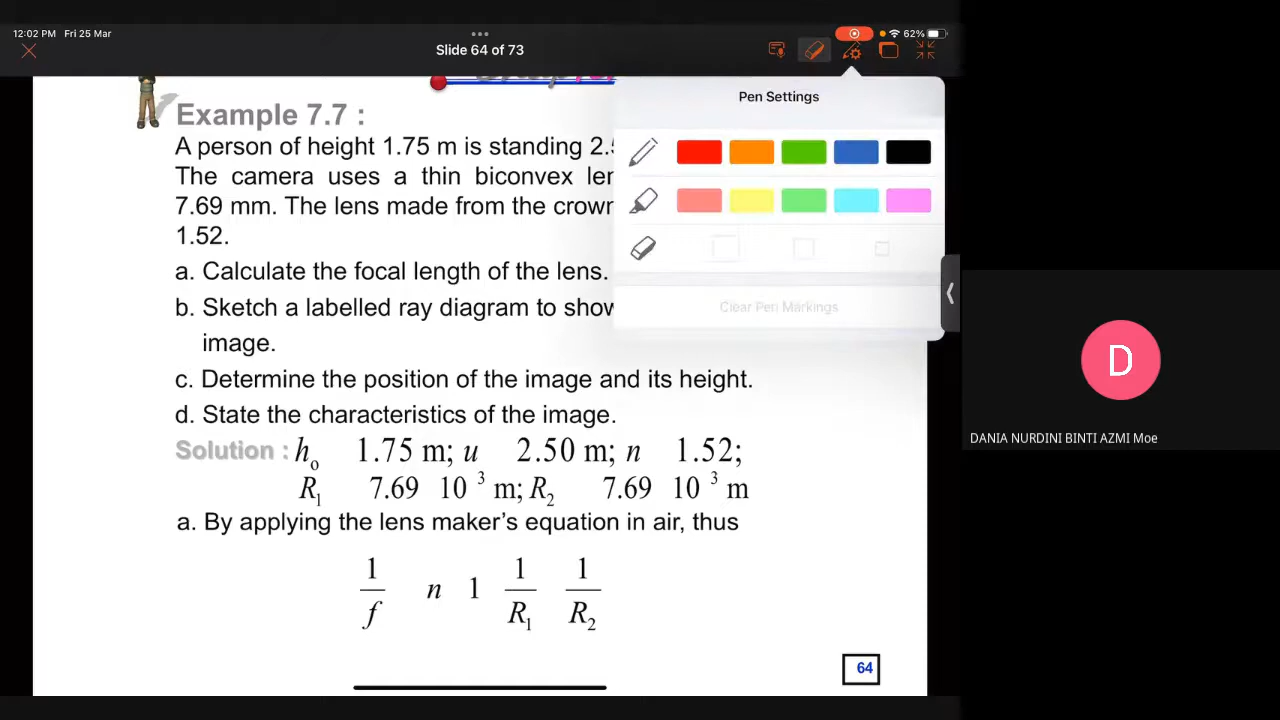 12:02 PM Fri 25 Mar
62%
Slide 64 of 73
Pen Settings
Example 7.7 :
A person of height 1.75 m is standing
The camera uses a thin biconvex
7.69 mm. The lens made from the crown
1.52.
a. Calculate the focal length of the lens.
b. Sketch a labelled ray diagram to show
image.
Clear Pen Markings
c. Determine the position of the image and its height.
d. State the characteristics of the image.
Solution : ho 1.75 m; u 2.50 m; n 1.52;
R1 7.69 10 3 m; R2 7.69 10 3 m
a. By applying the lens maker's equation in air, thus
1 1 1
n 1
f R1 R2
64
D
DANIA NURDINI BINTI AZMI Moe